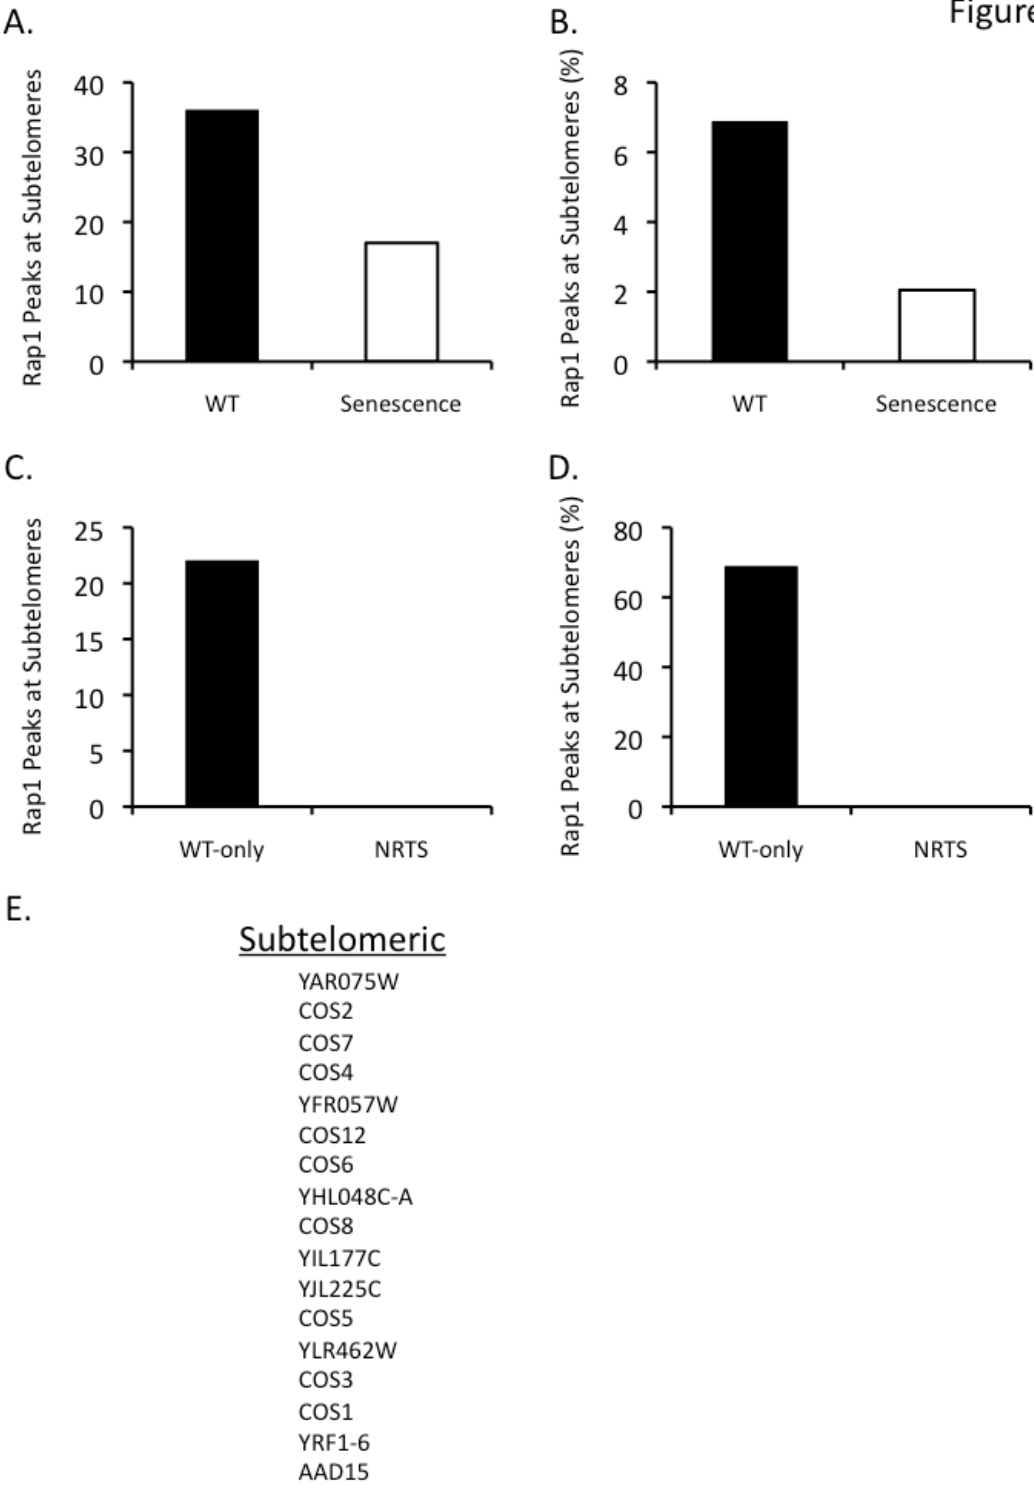 Figure
A.
Rap1 Peaks at Subtelomeres
40
30
20
10
0
WT Senescence
B.
Rap1 Peaks at Subtelomeres (%)
8
6
4
2
0
WT Senescence
C.
Rap1 Peaks at Subtelomeres
25
20
15
10
5
0
WT-only NRTS
D.
Rap1 Peaks at Subtelomeres (%)
80
60
40
20
0
WT-only NRTS
E.
Subtelomeric
YAR075W
COS2
COS7
COS4
YFR057W
COS12
COS6
YHL048C-A
COS8
YIL177C
YJL225C
COS5
YLR462W
COS3
COS1
YRF1-6
AAD15